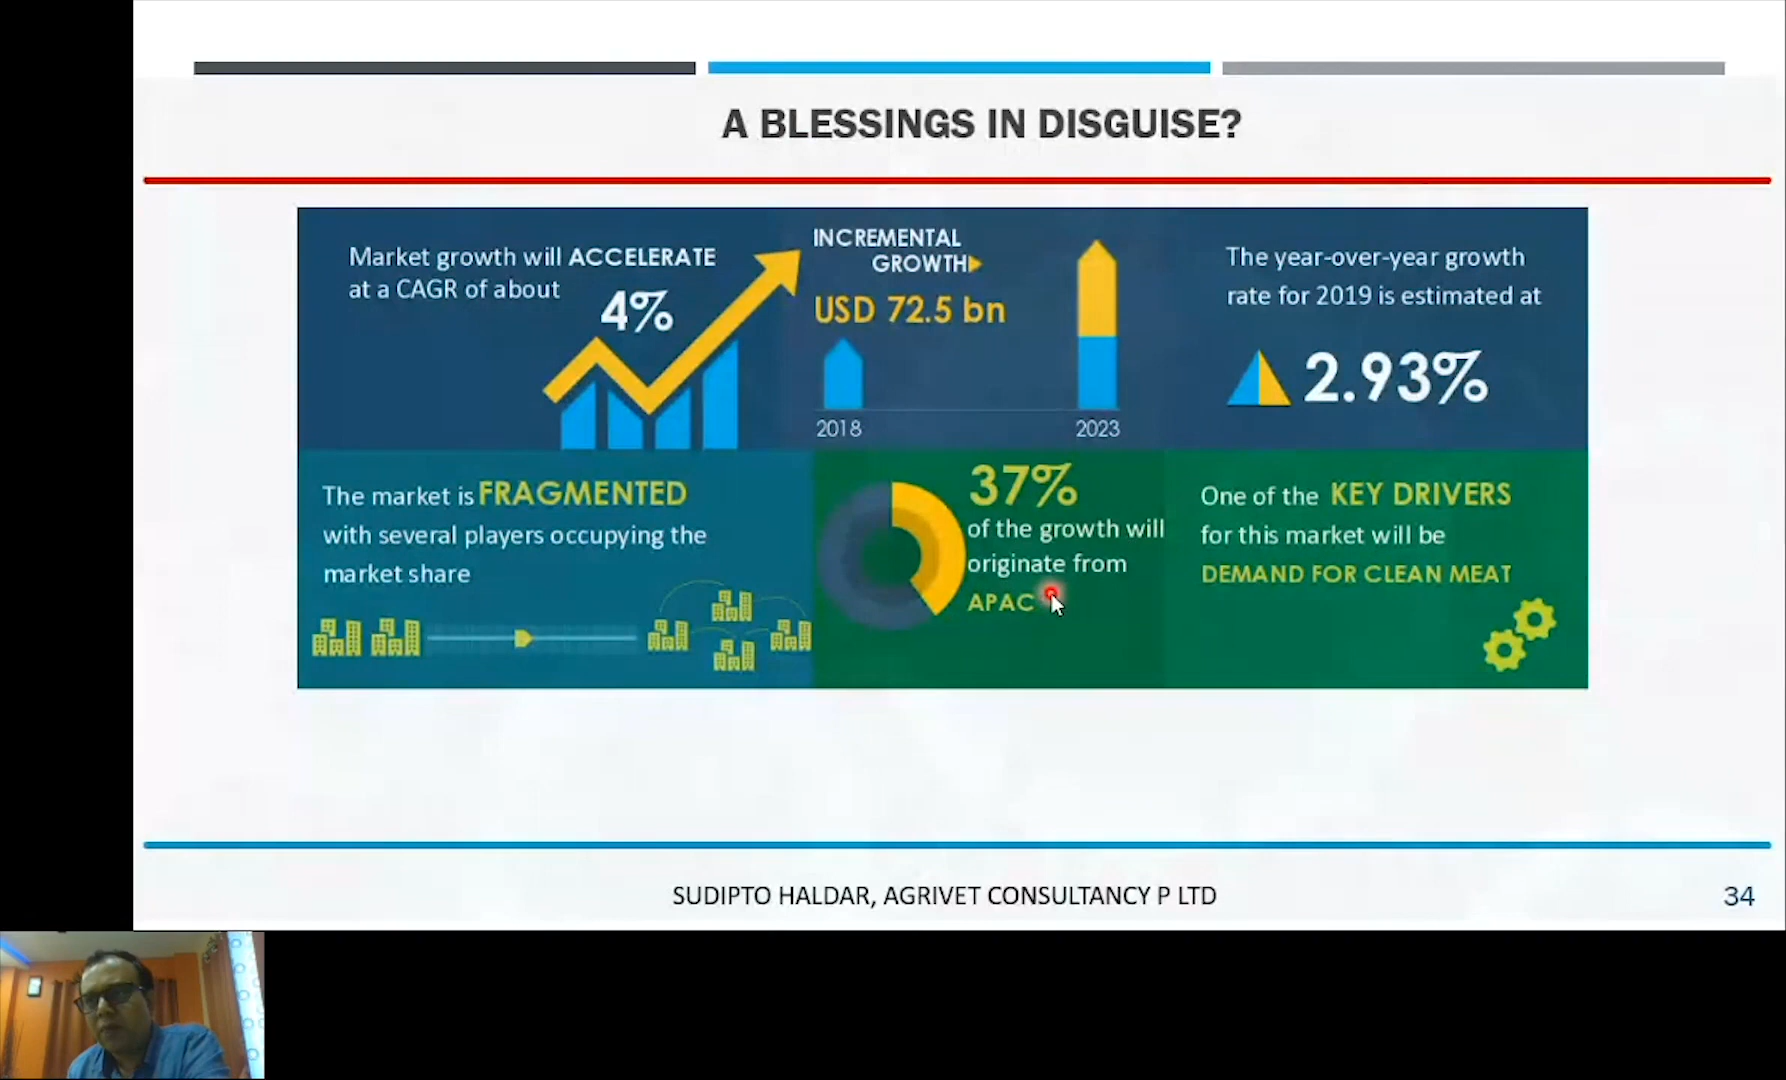 A BLESSINGS IN DISGUISE?
Market growth will ACCELERATE
at a CAGR of about
4%
INCREMENTAL
GROWTH
USD 72.5 bn
2018
2023
The year-over-year growth
rate for 2019 is estimated at
2.93%
The market is FRAGMENTED
with several players occupying the
market share
37%
of the growth will
originate from
APAC
One of the KEY DRIVERS
for this market will be
DEMAND FOR CLEAN MEAT
SUDIPTO HALDAR, AGRIVET CONSULTANCY P LTD
34